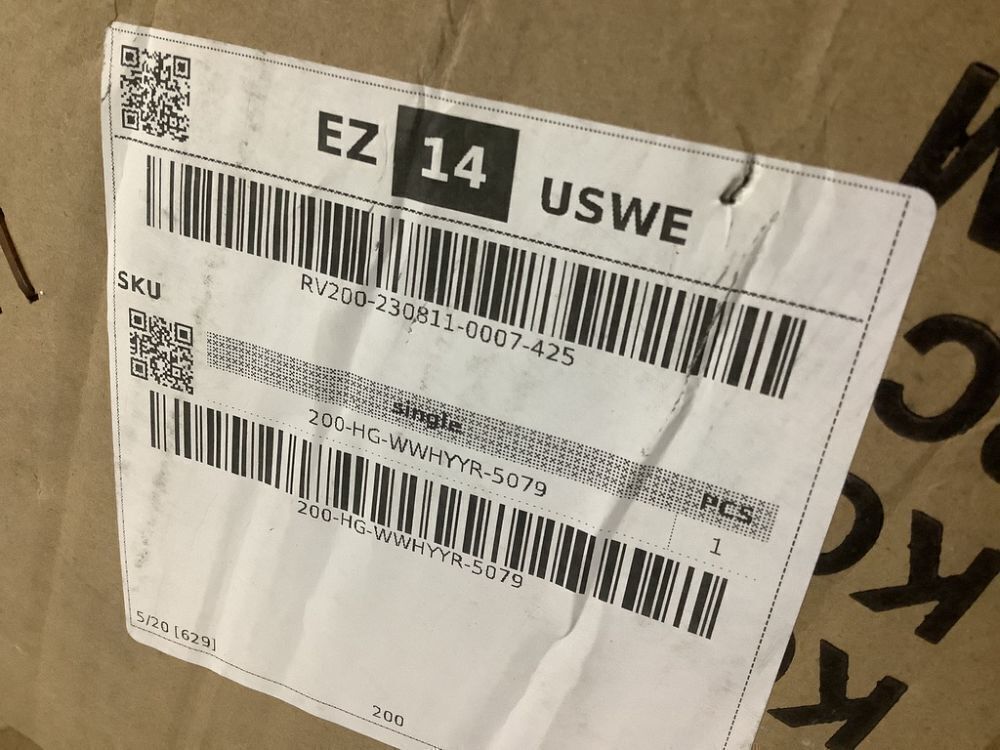 EZ 14 USWE
RV200-230811-0007-425
SKU
single PCS
200-HG-WWHYYR-5079 1
200-HG-WWHYYR-5079
5/20 [629]
200